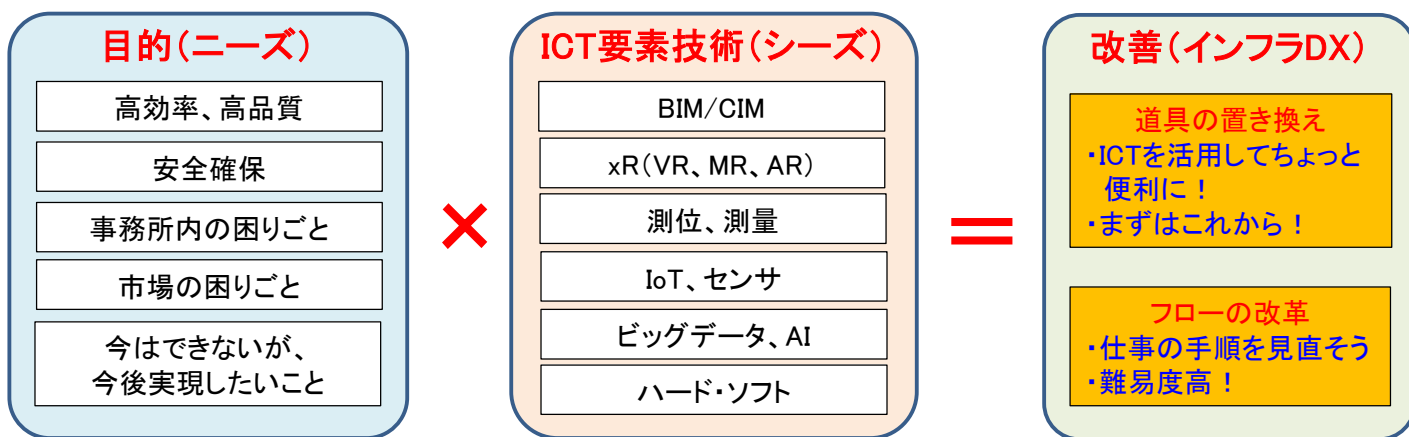 目的(ニーズ)
高効率、高品質
安全確保
事務所内の困りごと
市場の困りごと
今はできないが、
今後実現したいこと
×
ICT要素技術(シーズ)
BIM/CIM
xR(VR、MR、AR)
測位、測量
IoT、センサ
ビッグデータ、AI
ハード・ソフト
=
改善(インフラDX)
道具の置き換え
・ICTを活用してちょっと
便利に!
・まずはこれから!
フローの改革
・仕事の手順を見直そう
・難易度高!